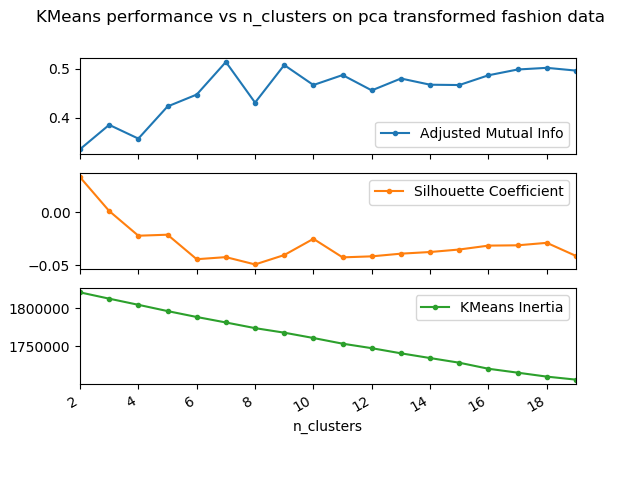 KMeans performance vs n_clusters on pca transformed fashion data
0.5
0.4
Adjusted Mutual Info
0.00
−0.05
Silhouette Coefficient
1800000
1750000
KMeans Inertia
2 4 6 8 10 12 14 16 18
n_clusters